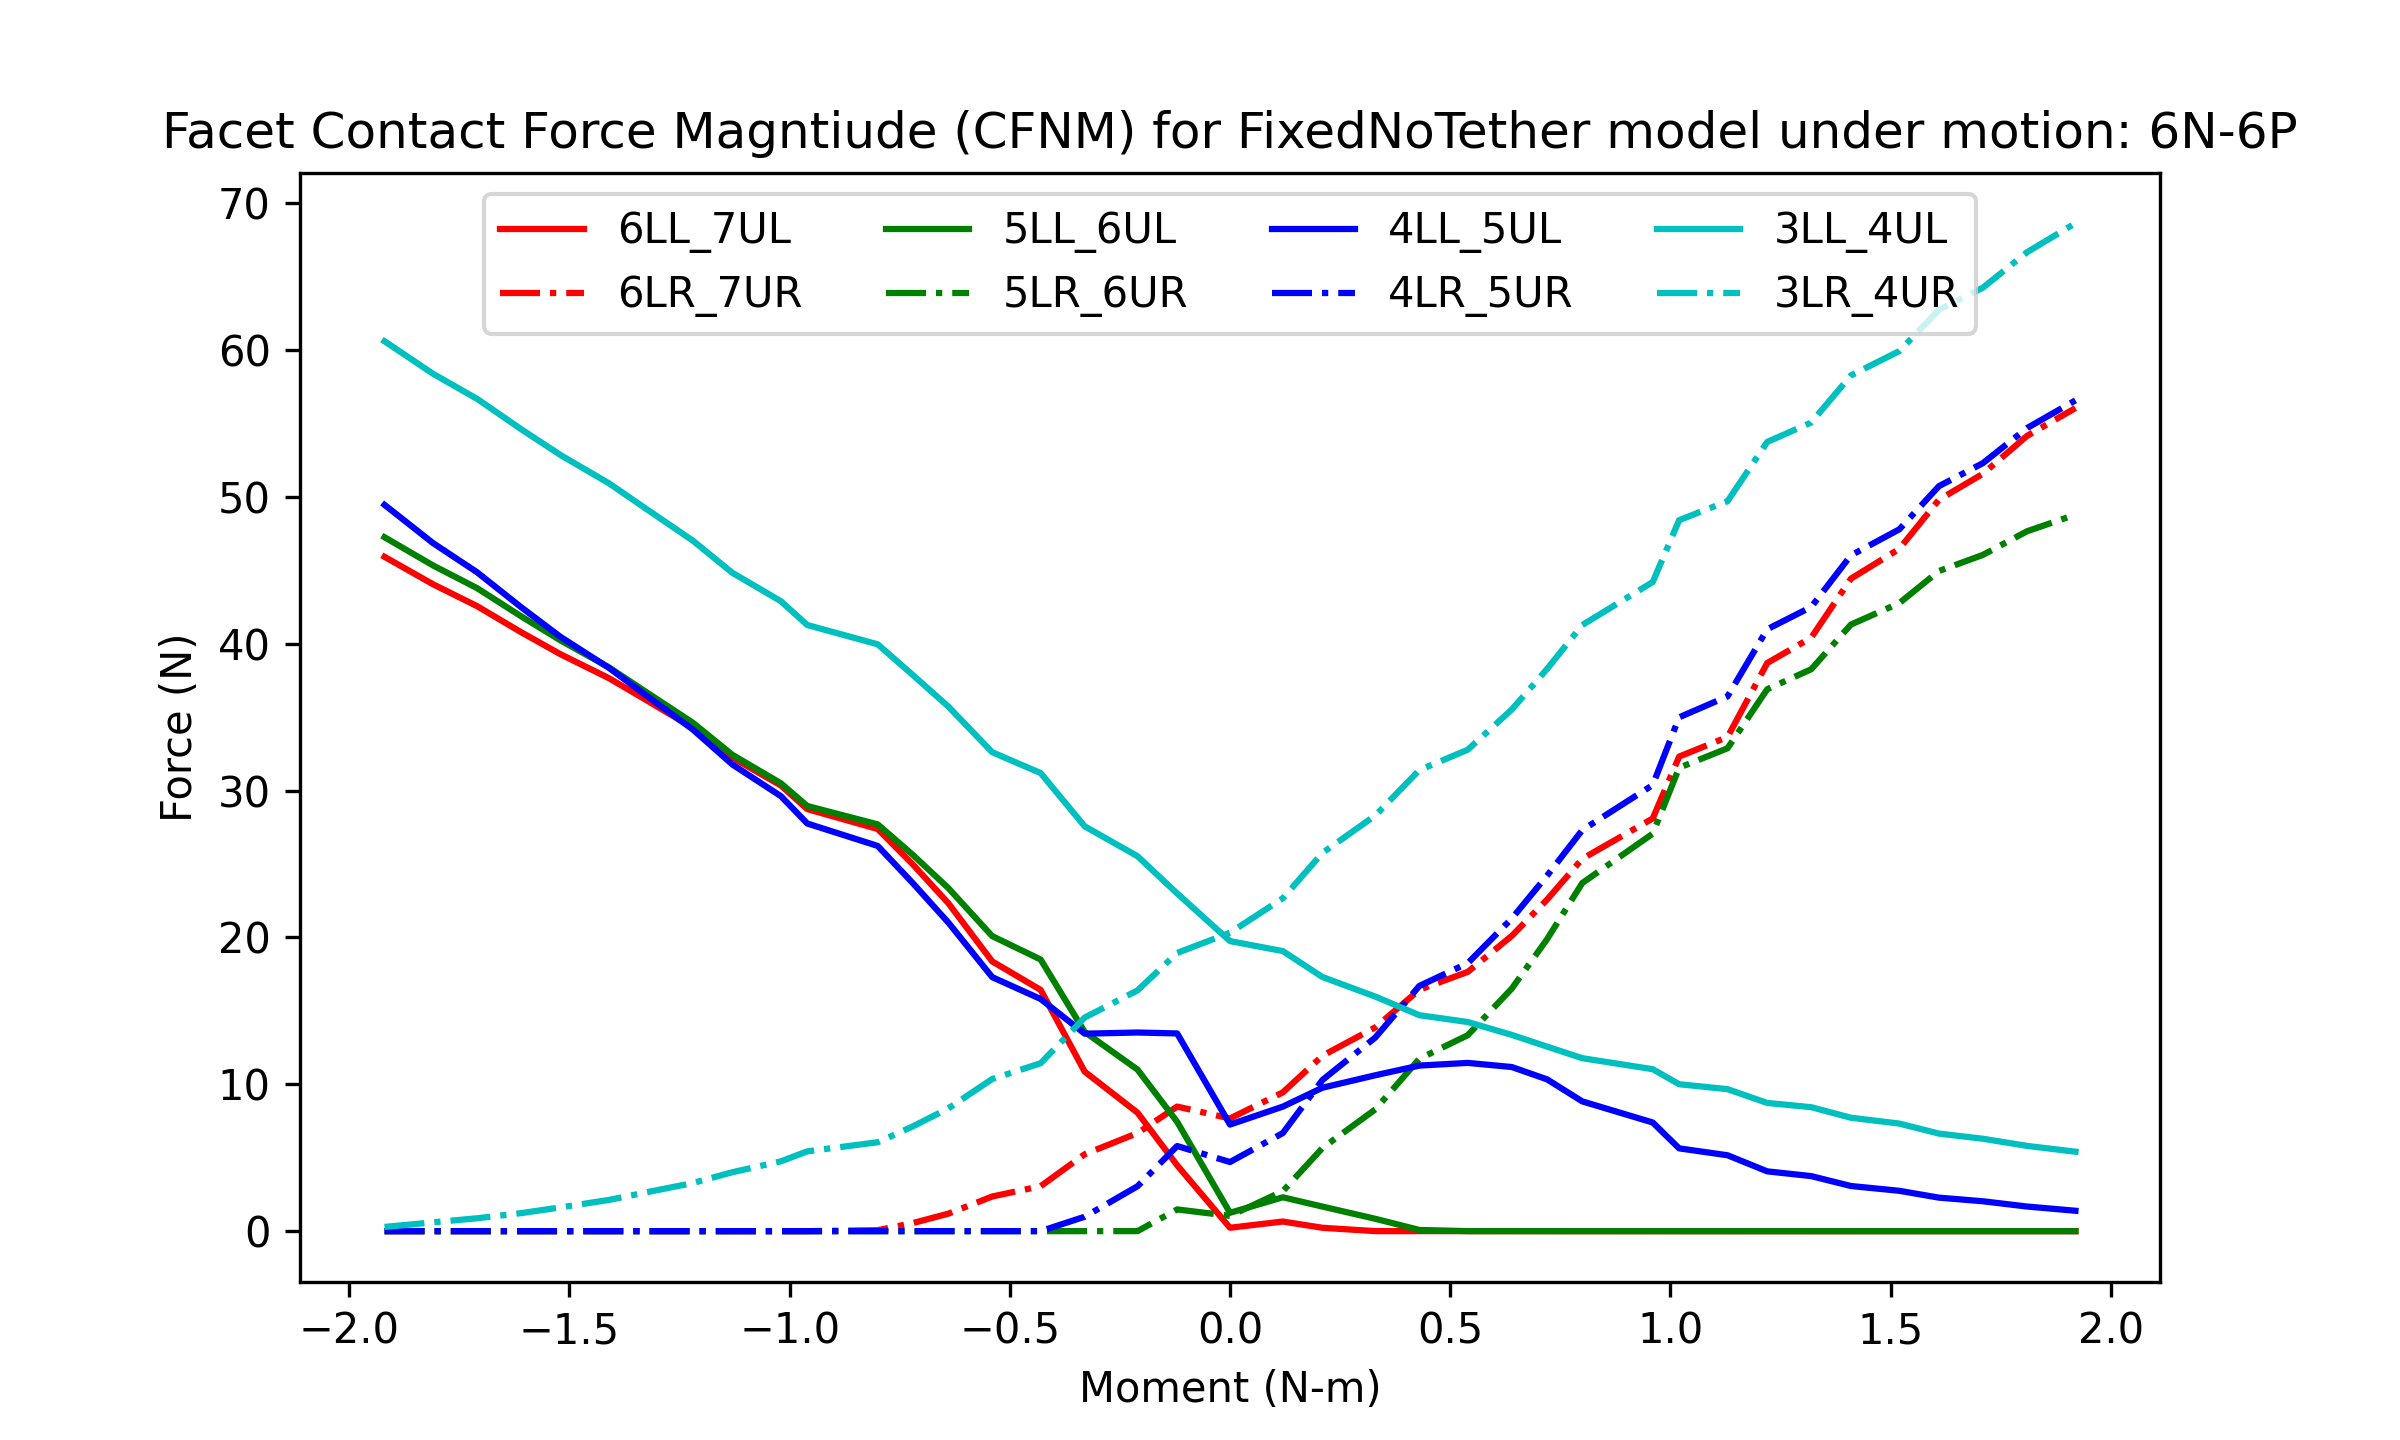 Facet Contact Force Magntiude (CFNM) for FixedNoTether model under motion: 6N-6P
6LL_7UL 5LL_6UL 4LL_5UL 3LL_4UL
6LR_7UR 5LR_6UR 4LR_5UR 3LR_4UR
70
60
50
40
30
20
10
0
Force (N)
−2.0 −1.5 −1.0 −0.5 0.0 0.5 1.0 1.5 2.0
Moment (N-m)